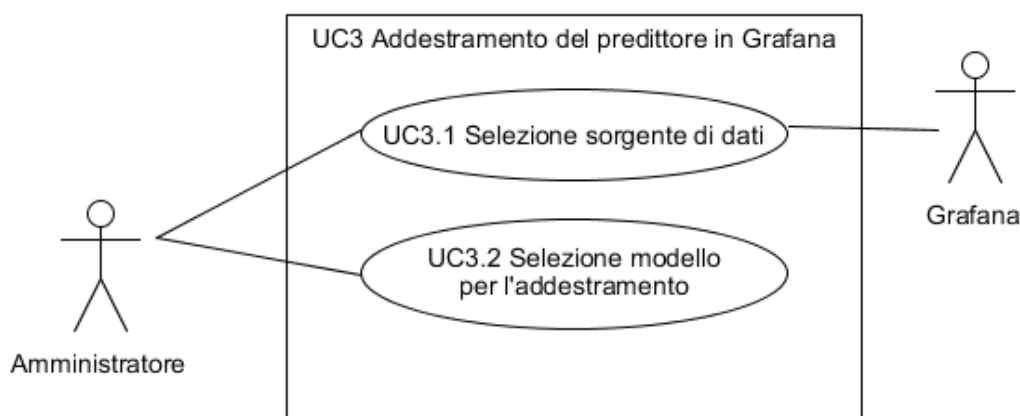 UC3 Addestramento del predittore in Grafana
UC3.1 Selezione sorgente di dati
Grafana
UC3.2 Selezione modello
per l'addestramento
Amministratore